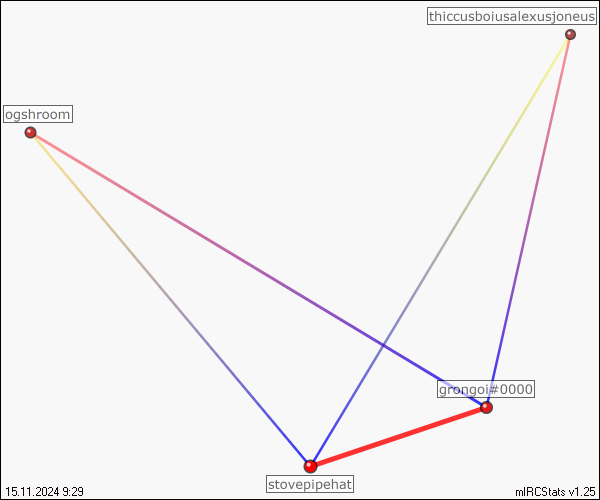 thiccusboiusalexusjoneus
ogshroom
grongoi#0000
stovepipehat
15.11.2024 9:29
mIRCStats v1.25